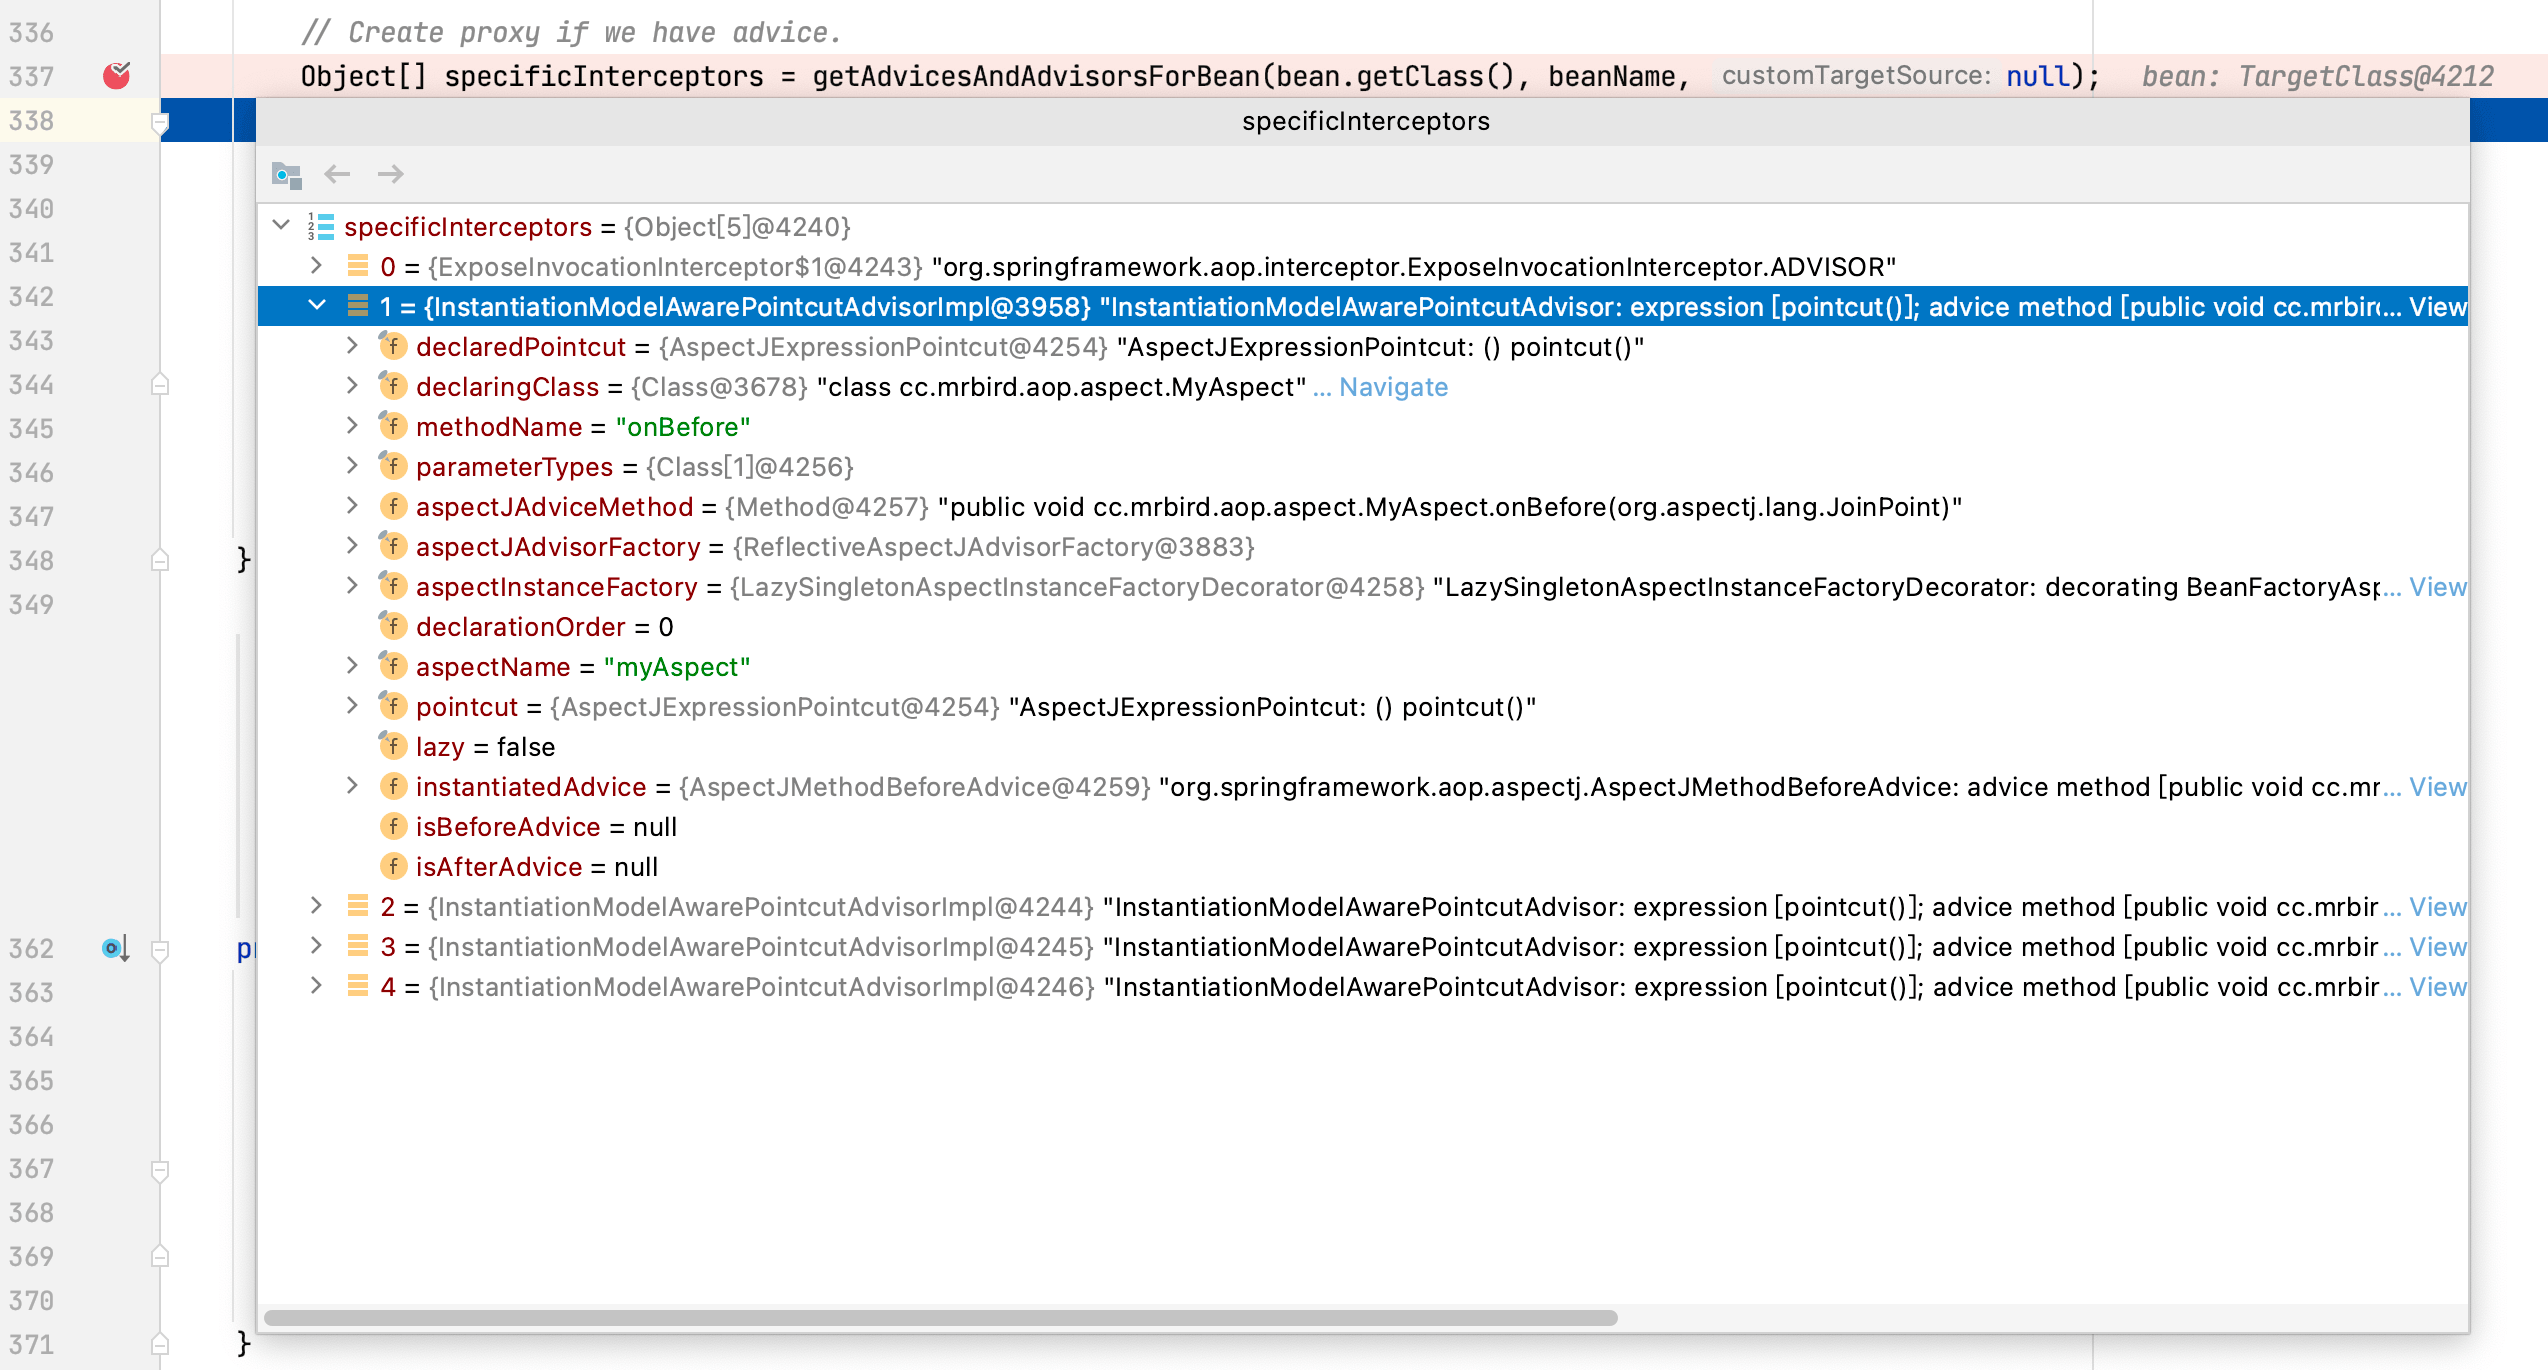 336 // Create proxy if we have advice.
337 Object[] specificInterceptors = getAdvicesAndAdvisorsForBean(bean.getClass(), beanName, customTargetSource: null); bean: TargetClass@4212
338 specificInterceptors
339
340 specificInterceptors = {Object[5]@4240}
341 0 = {ExposeInvocationInterceptor$1@4243} "org.springframework.aop.interceptor.ExposeInvocationInterceptor.ADVISOR"
342 1 = {InstantiationModelAwarePointcutAdvisorImpl@3958} "InstantiationModelAwarePointcutAdvisor: expression [pointcut()]; advice method [public void cc.mrbird... View
343 declaredPointcut = {AspectJExpressionPointcut@4254} "AspectJExpressionPointcut: () pointcut()"
344 declaringClass = {Class@3678} "class cc.mrbird.aop.aspect.MyAspect" ... Navigate
345 methodName = "onBefore"
346 parameterTypes = {Class[1]@4256}
347 aspectJAdviceMethod = {Method@4257} "public void cc.mrbird.aop.aspect.MyAspect.onBefore(org.aspectj.lang.JoinPoint)"
348 } aspectJAdvisorFactory = {ReflectiveAspectJAdvisorFactory@3883}
349 aspectInstanceFactory = {LazySingletonAspectInstanceFactoryDecorator@4258} "LazySingletonAspectInstanceFactoryDecorator: decorating BeanFactoryAsp... View
declarationOrder = 0
aspectName = "myAspect"
pointcut = {AspectJExpressionPointcut@4254} "AspectJExpressionPointcut: () pointcut()"
lazy = false
instantiatedAdvice = {AspectJMethodBeforeAdvice@4259} "org.springframework.aop.aspectj.AspectJMethodBeforeAdvice: advice method [public void cc.mr... View
isBeforeAdvice = null
isAfterAdvice = null
2 = {InstantiationModelAwarePointcutAdvisorImpl@4244} "InstantiationModelAwarePointcutAdvisor: expression [pointcut()]; advice method [public void cc.mrbir... View
362 pr 3 = {InstantiationModelAwarePointcutAdvisorImpl@4245} "InstantiationModelAwarePointcutAdvisor: expression [pointcut()]; advice method [public void cc.mrbir... View
363 4 = {InstantiationModelAwarePointcutAdvisorImpl@4246} "InstantiationModelAwarePointcutAdvisor: expression [pointcut()]; advice method [public void cc.mrbir... View
364
365
366
367
368
369
370
371 }